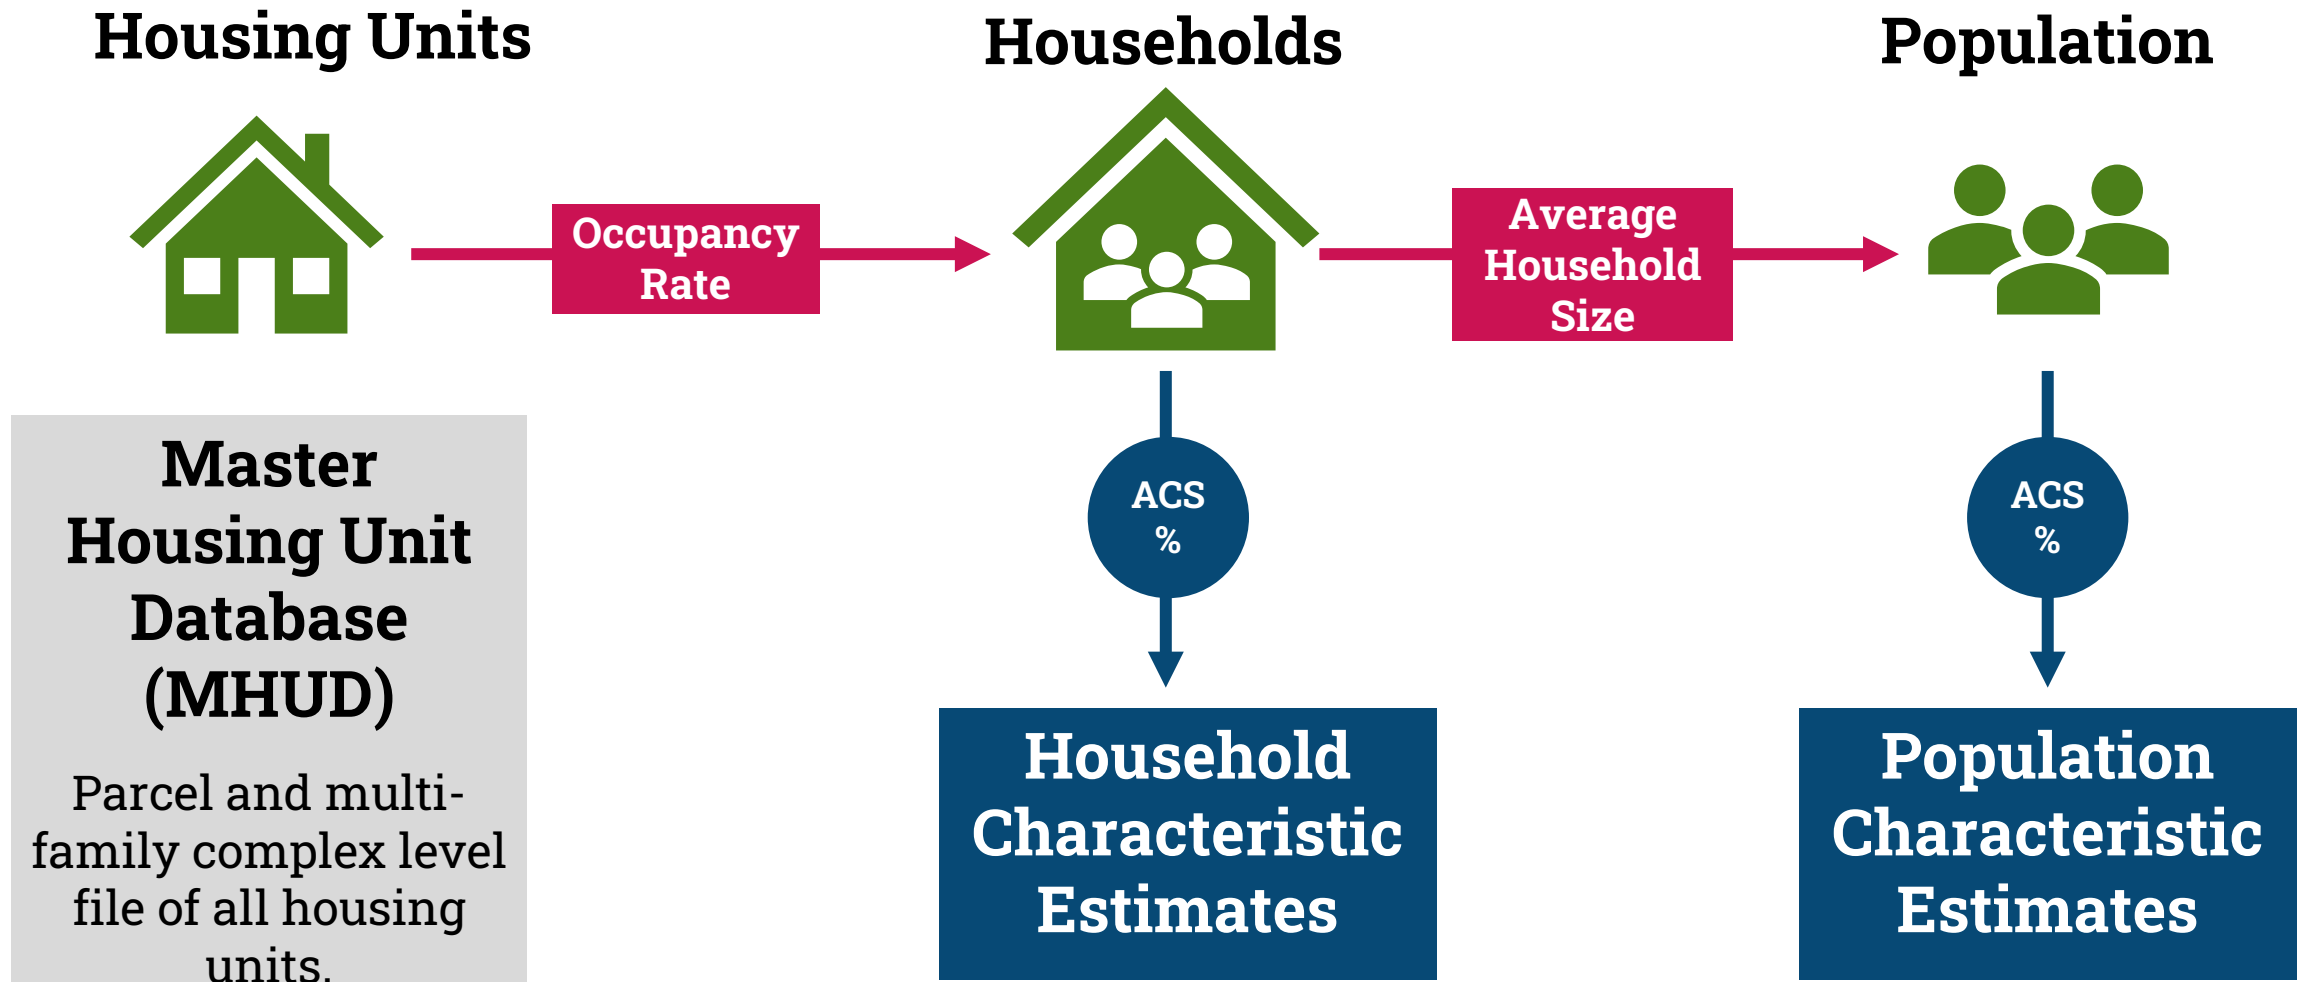 Housing Units
Households
Population
Occupancy
Rate
Average
Household
Size
Master
Housing Unit
Database
(MHUD)
Parcel and multi-
family complex level
file of all housing
units.
ACS
%
ACS
%
Household
Characteristic
Estimates
Population
Characteristic
Estimates